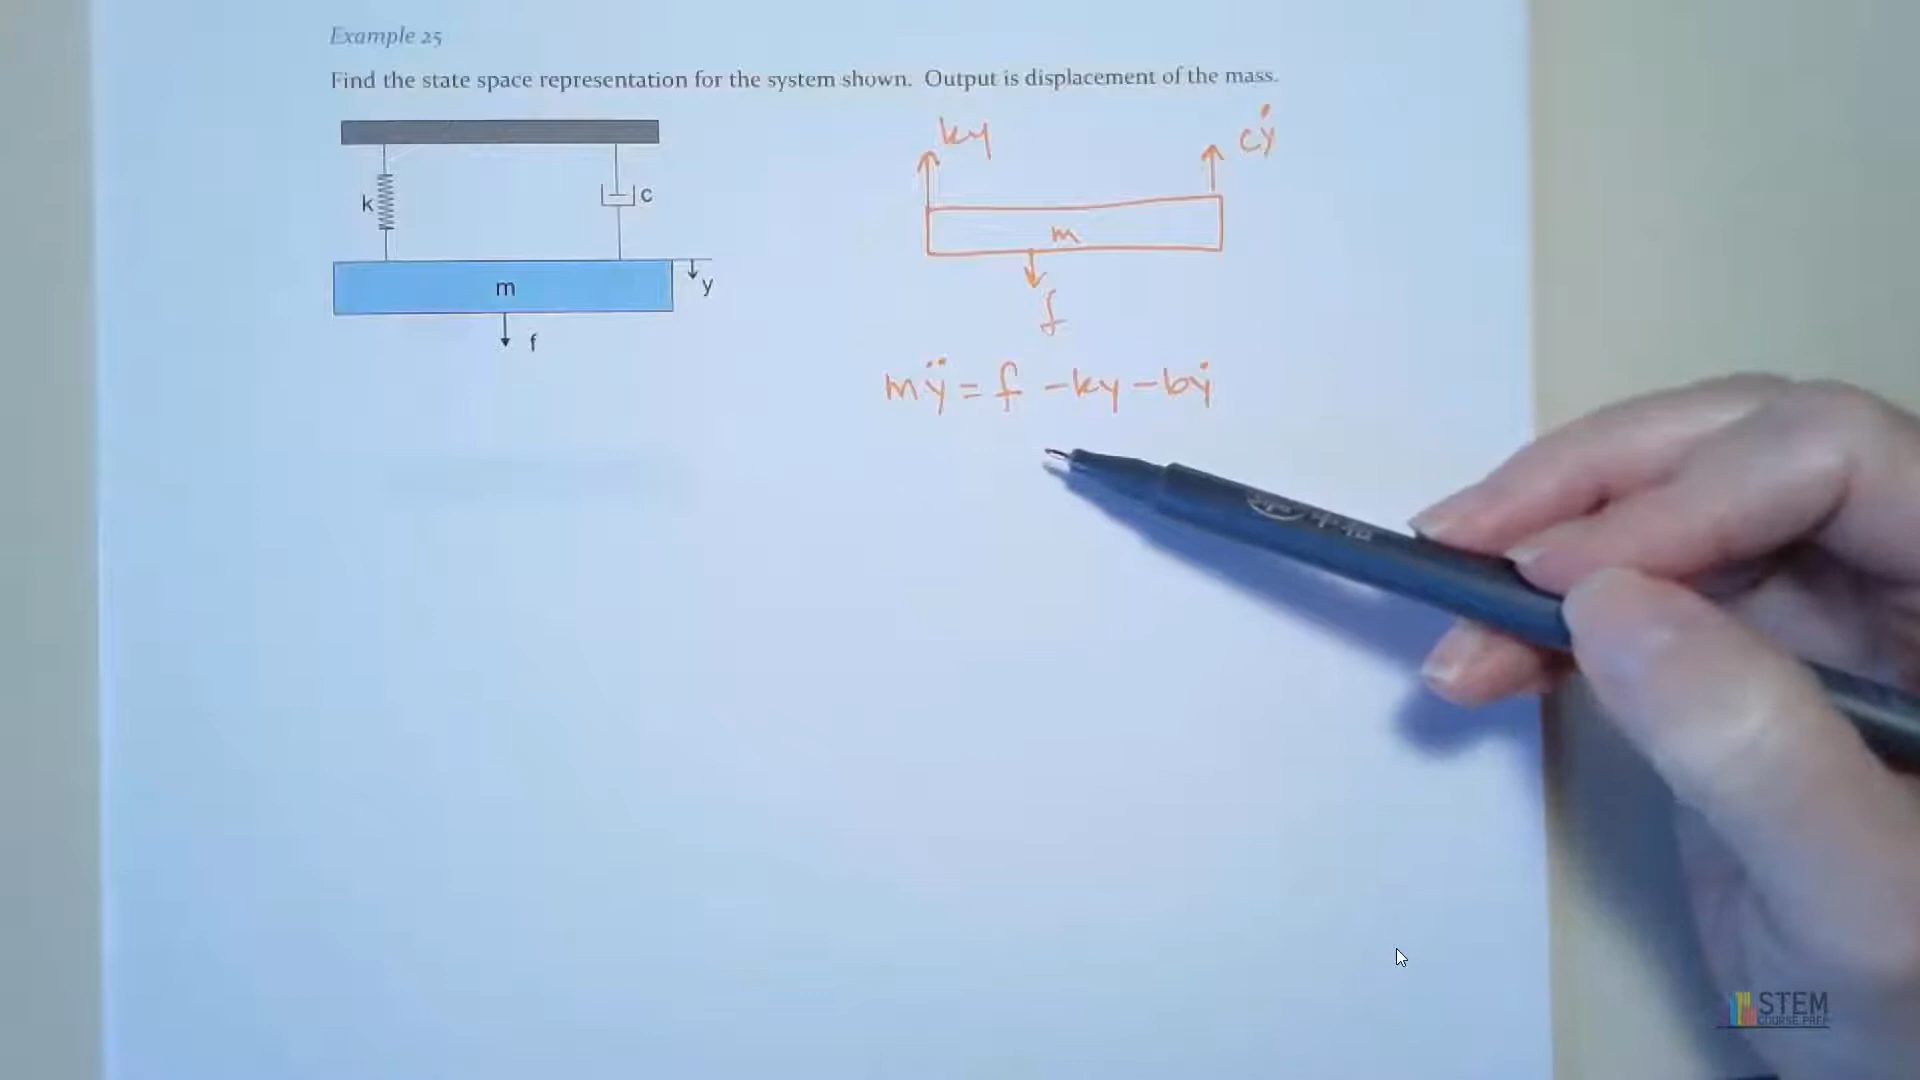 Example 25
Find the state space representation for the system shown. Output is displacement of the mass.
ky
cẏ
k
c
m
m
y
f
f
mÿ = f - ky - bẏ
STEM
COURSE PREP